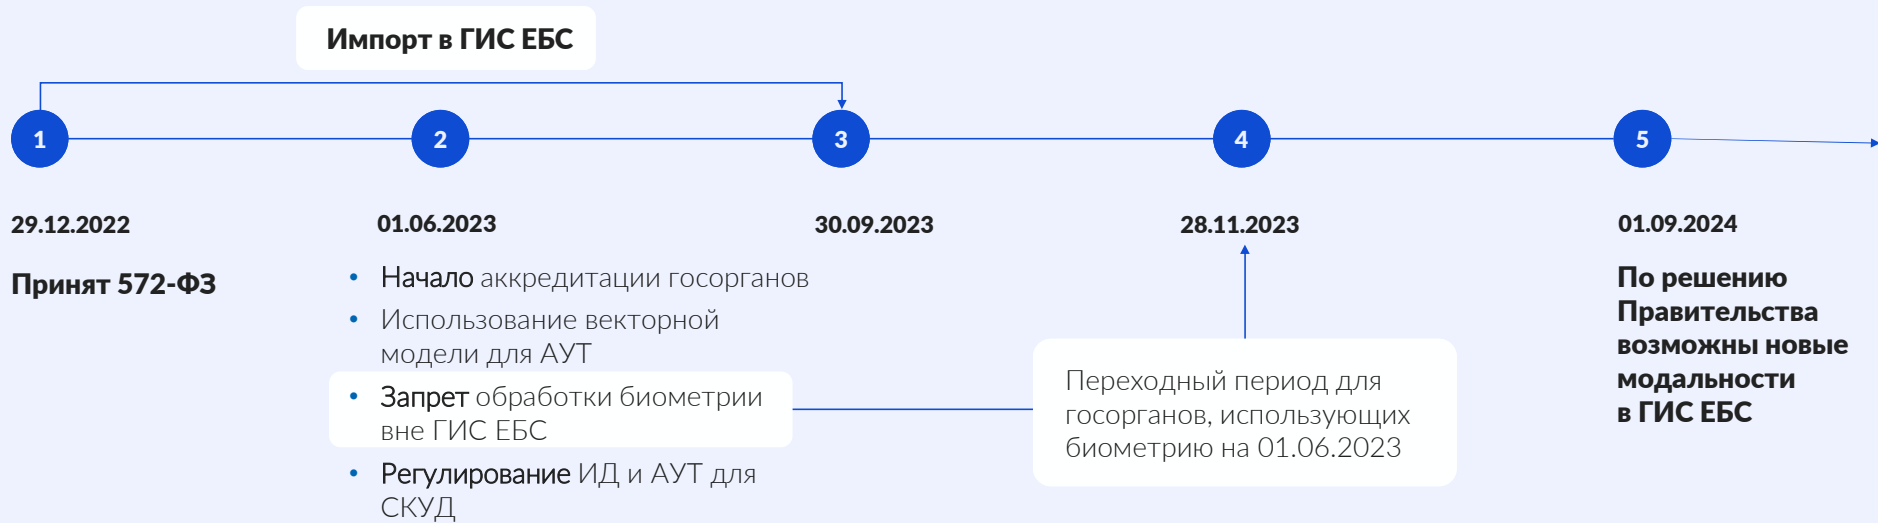 Импорт в ГИС ЕБС
1
2
3
4
5
29.12.2022
Принят 572-ФЗ
01.06.2023
• Начало аккредитации госорганов
• Использование векторной
модели для АУТ
• Запрет обработки биометрии
вне ГИС ЕБС
• Регулирование ИД и АУТ для
СКУД
30.09.2023
28.11.2023
Переходный период для
госорганов, использующих
биометрию на 01.06.2023
01.09.2024
По решению
Правительства
возможны новые
модальности
в ГИС ЕБС